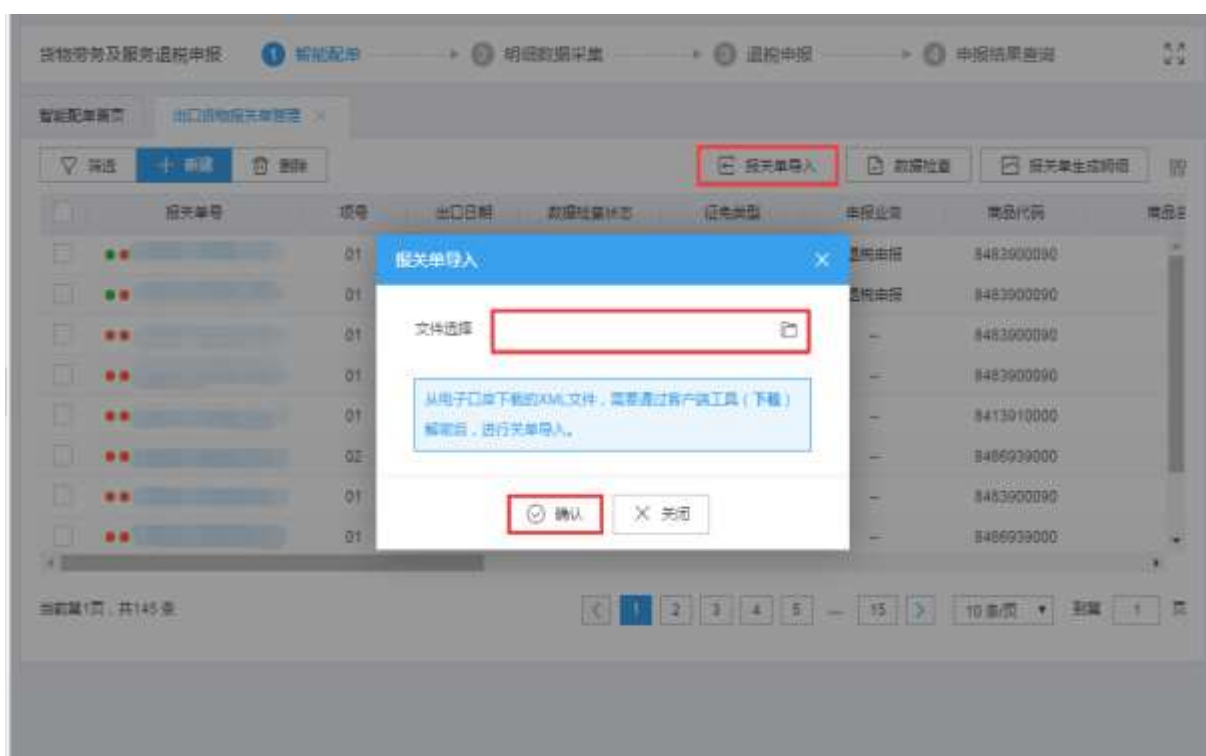 货物劳务及服务退税申报 1 智能配单 2 明细数据采集 3 退税申报 4 申报结果查询
智能配单首页 出口货物报关单管理 ×
筛选 新建 删除 报关单导入 数据检查 报关单生成明细
报关单号 项号 出口日期 数据检查状态 征免类型 申报业务 商品代码 商品名
01 退税申报 8483900090
01 退税申报 8483900090
01 -- 8483900090
01 -- 8483900090
01 -- 8413910000
02 -- 8486939000
01 -- 8483900090
01 -- 8486939000
报关单导入
文件选择
从电子口岸下载的XML文件，需要通过客户端工具（下载）
解密后，进行关单导入。
确认 关闭
当前第1页，共145条 1 2 3 4 5 … 15 10条/页 到第 1 页